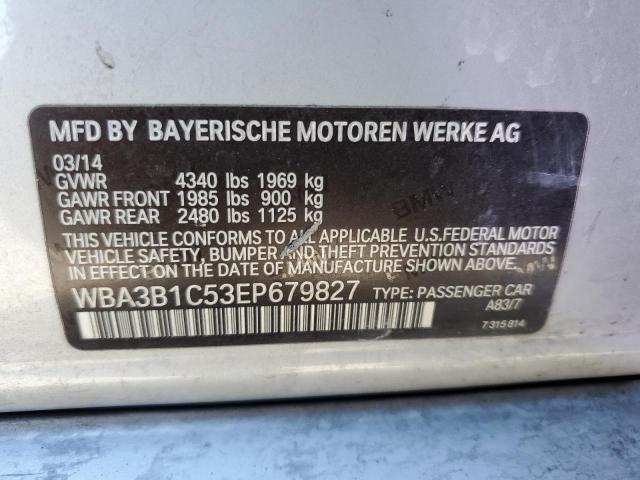 MFD BY BAYERISCHE MOTOREN WERKE AG
03/14
GVWR 4340 lbs 1969 kg
GAWR FRONT 1985 lbs 900 kg
GAWR REAR 2480 lbs 1125 kg
BMW
THIS VEHICLE CONFORMS TO ALL APPLICABLE U.S.FEDERAL MOTOR
VEHICLE SAFETY, BUMPER AND THEFT PREVENTION STANDARDS
IN EFFECT ON THE DATE OF MANUFACTURE SHOWN ABOVE.
WBA3B1C53EP679827 TYPE: PASSENGER CAR
A83/7
7315814